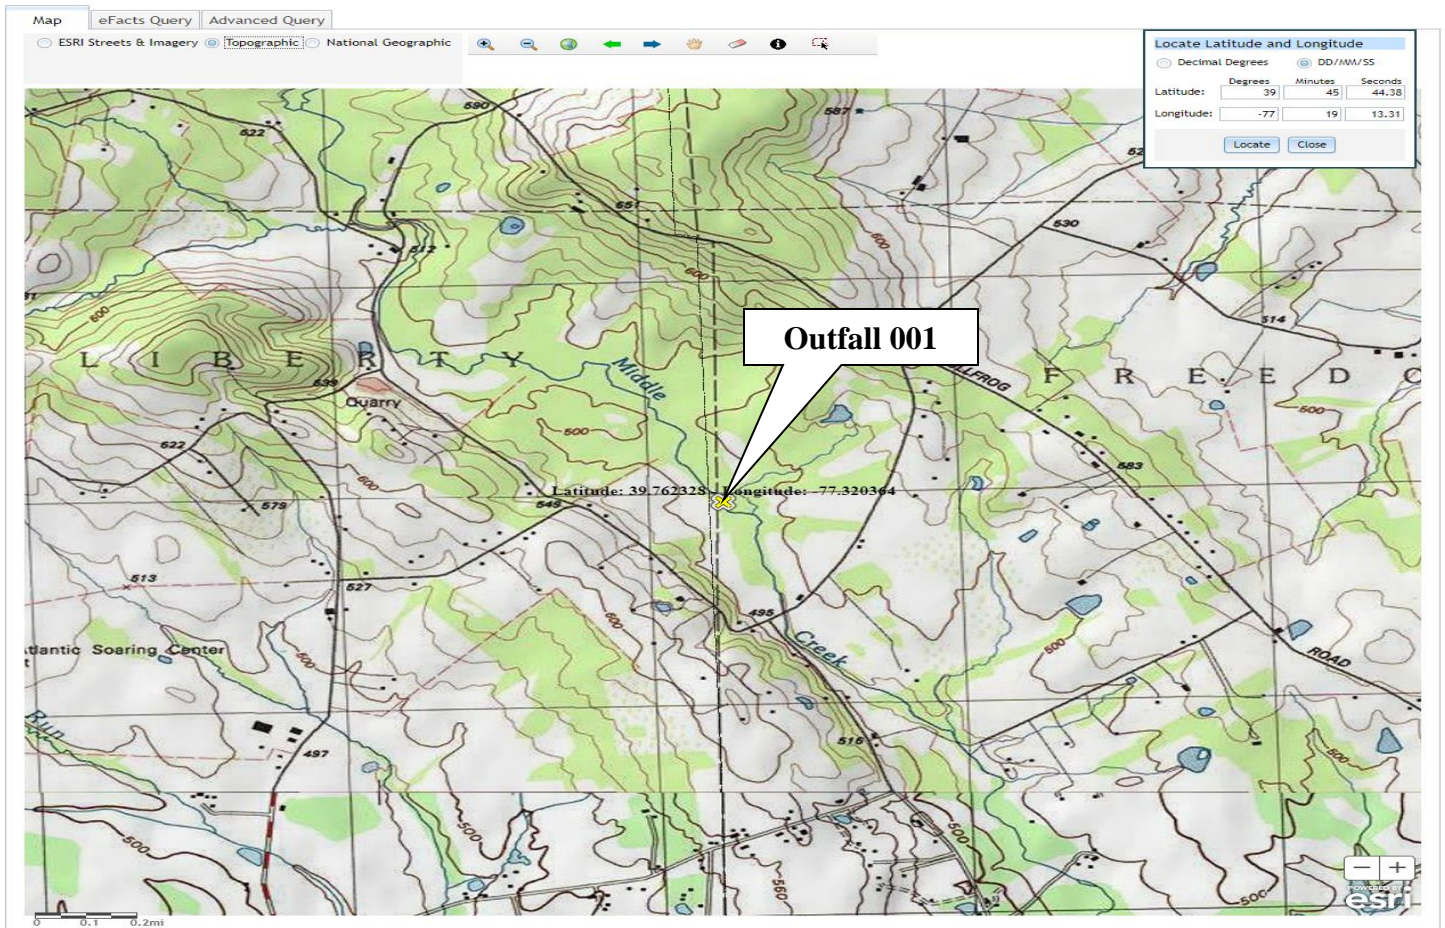 Map eFacts Query Advanced Query
ESRI Streets & Imagery Topographic National Geographic
Locate Latitude and Longitude
Decimal Degrees DD/MM/SS
Degrees Minutes Seconds
Latitude: 39 45 44.38
Longitude: -77 19 13.31
Locate Close
590
587
622
651
530
512
600
600
600
514
Outfall 001
L I B E R T Y
Middle
F R E E D O
Quarry
500
500
622
583
600
Latitude: 39.762328 Longitude: -77.320364
549
579
513
527
495
600
Creek
500
ROAD
tlantic Soaring Center
t
500
Run
497
515
500
500
500
500
560
500
0 0.1 0.2mi
− +
POWERED BY
esri